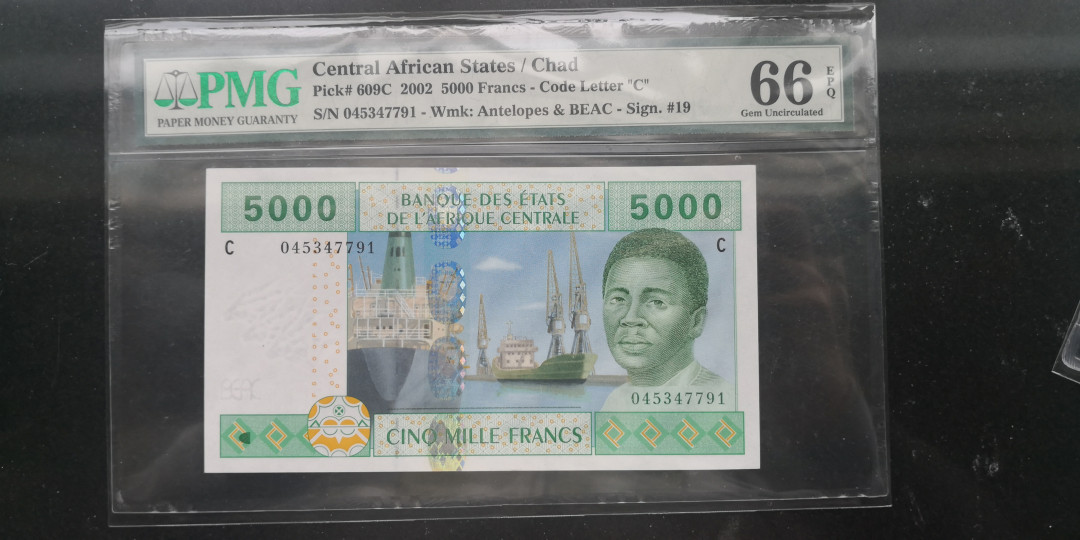 PMG
PAPER MONEY GUARANTY
Central African States / Chad
Pick# 609C 2002 5000 Francs - Code Letter "C"
S/N 045347791 - Wmk: Antelopes & BEAC - Sign. #19
66 EPQ
Gem Uncirculated
5000
BANQUE DES ÉTATS
DE L'AFRIQUE CENTRALE
5000
C 045347791
C
045347791
CINQ MILLE FRANCS